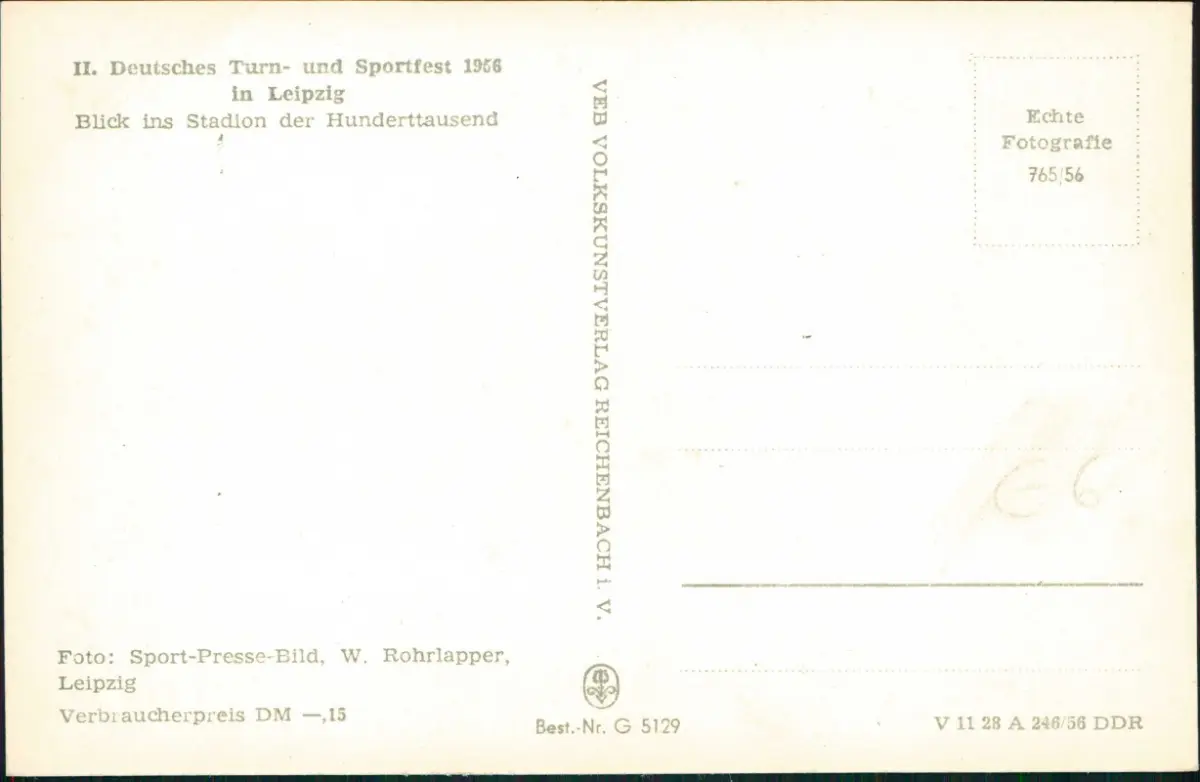 II. Deutsches Turn- und Sportfest 1956
in Leipzig
Blick ins Stadion der Hunderttausend
Foto: Sport-Presse-Bild, W. Rohrlapper,
Leipzig
Verbraucherpreis DM —,15
VEB VOLKSKUNSTVERLAG REICHENBACH i. V.
Best.-Nr. G 5129
Echte
Fotografie
765/56
V 11 28 A 246/56 DDR